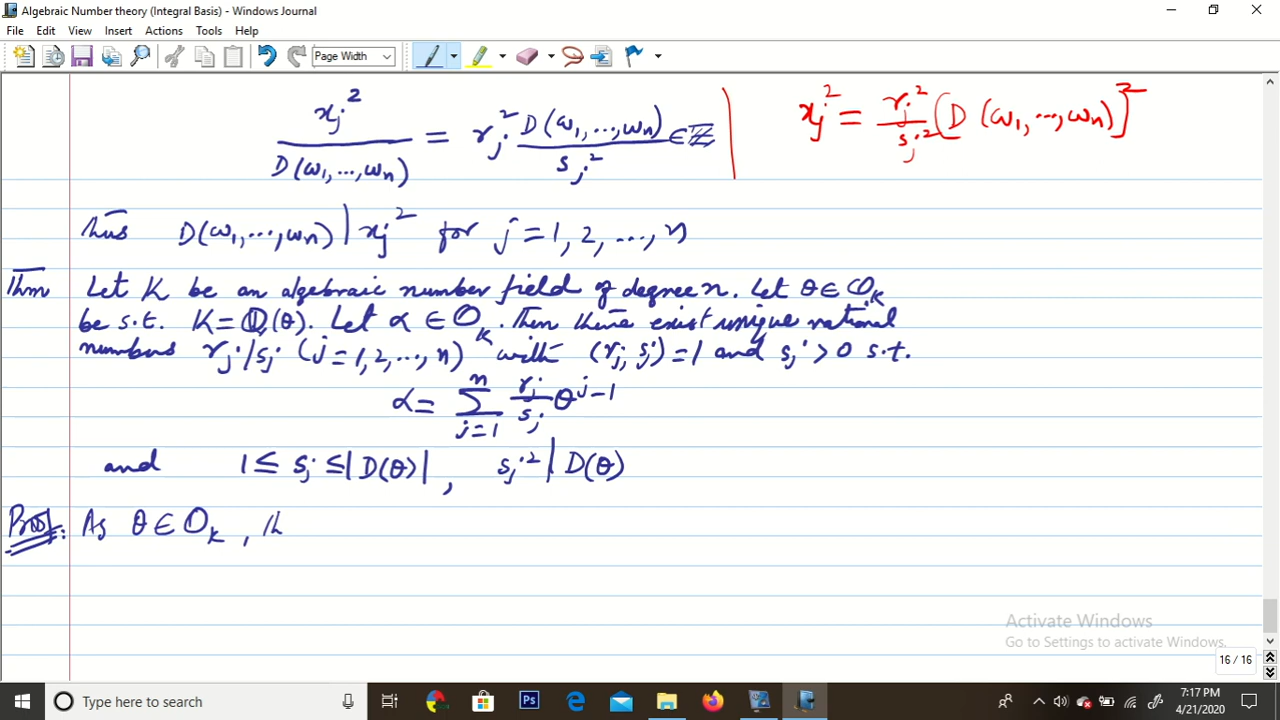 Algebraic Number theory (Integral Basis) - Windows Journal
File Edit View Insert Actions Tools Help
Page Width
xj² / D(ω1, ..., ωn) = rj² D(ω1, ..., ωn) / sj² ∈ ℤ
xj² = rj² / sj² (D(ω1, ..., ωn))²
Thus D(ω1, ..., ωn) | xj² for j = 1, 2, ..., n
Thm Let K be an algebraic number field of degree n. Let θ ∈ OK
be s.t. K = ℚ(θ). Let α ∈ OK. Then there exist unique rational
numbers rj/sj (j = 1, 2, ..., n) with (rj, sj) = 1 and sj > 0 s.t.
α = ∑_{j=1}^{n} rj/sj θ^{j-1}
and 1 ≤ sj ≤ |D(θ)|, sj² | D(θ)
Proof: As θ ∈ OK, th
Activate Windows
Go to Settings to activate Windows.
16 / 16
Type here to search
7:17 PM
4/21/2020